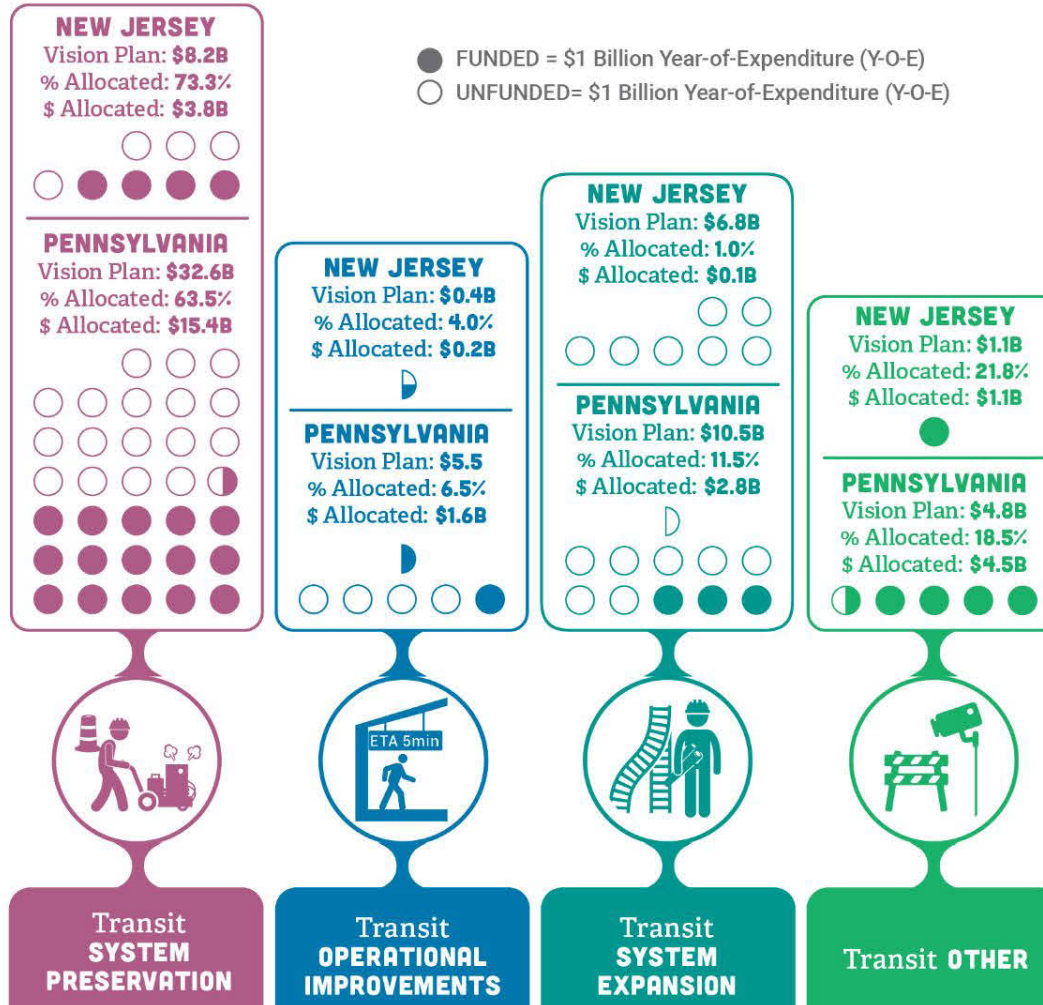 FUNDED = $1 Billion Year-of-Expenditure (Y-O-E)
UNFUNDED= $1 Billion Year-of-Expenditure (Y-O-E)
NEW JERSEY
Vision Plan: $8.2B
% Allocated: 73.3%
$ Allocated: $3.8B
PENNSYLVANIA
Vision Plan: $32.6B
% Allocated: 63.5%
$ Allocated: $15.4B
Transit
SYSTEM
PRESERVATION
NEW JERSEY
Vision Plan: $0.4B
% Allocated: 4.0%
$ Allocated: $0.2B
PENNSYLVANIA
Vision Plan: $5.5
% Allocated: 6.5%
$ Allocated: $1.6B
ETA 5min
Transit
OPERATIONAL
IMPROVEMENTS
NEW JERSEY
Vision Plan: $6.8B
% Allocated: 1.0%
$ Allocated: $0.1B
PENNSYLVANIA
Vision Plan: $10.5B
% Allocated: 11.5%
$ Allocated: $2.8B
Transit
SYSTEM
EXPANSION
NEW JERSEY
Vision Plan: $1.1B
% Allocated: 21.8%
$ Allocated: $1.1B
PENNSYLVANIA
Vision Plan: $4.8B
% Allocated: 18.5%
$ Allocated: $4.5B
Transit OTHER